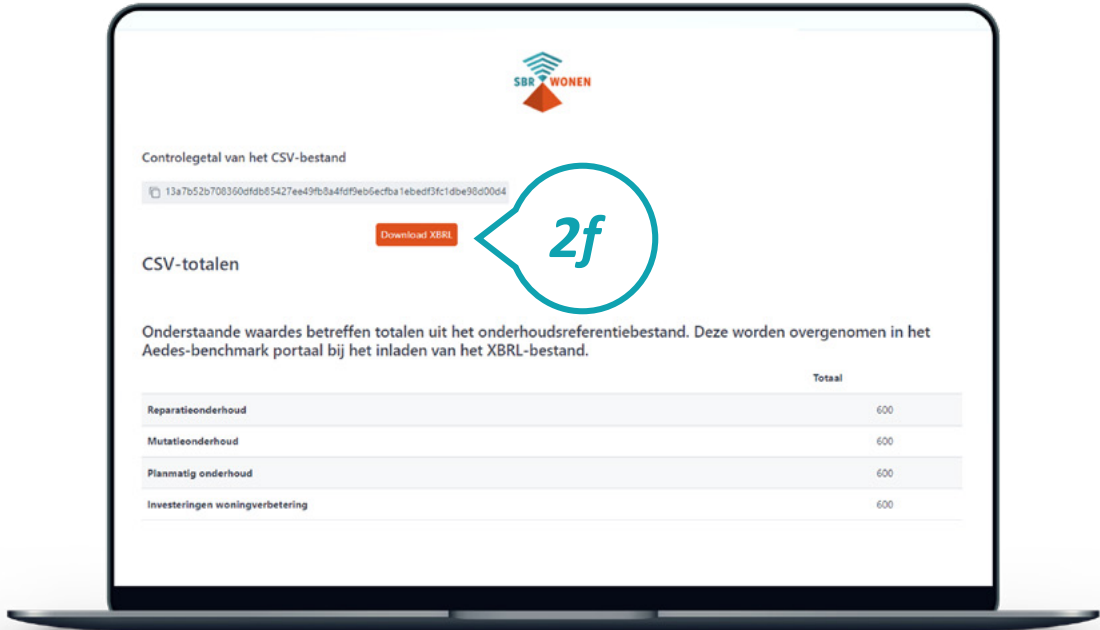 SBR WONEN
Controlegetal van het CSV-bestand
13a7b52b708360dfdb85427ee49fb8a4fdf9eb6ecfba1ebedf3fc1dbe98d00d4
Download XBRL
2f
CSV-totalen
Onderstaande waardes betreffen totalen uit het onderhoudsreferentiebestand. Deze worden overgenomen in het
Aedes-benchmark portaal bij het inladen van het XBRL-bestand.
Totaal
Reparatieonderhoud 600
Mutatieonderhoud 600
Planmatig onderhoud 600
Investeringen woningverbetering 600